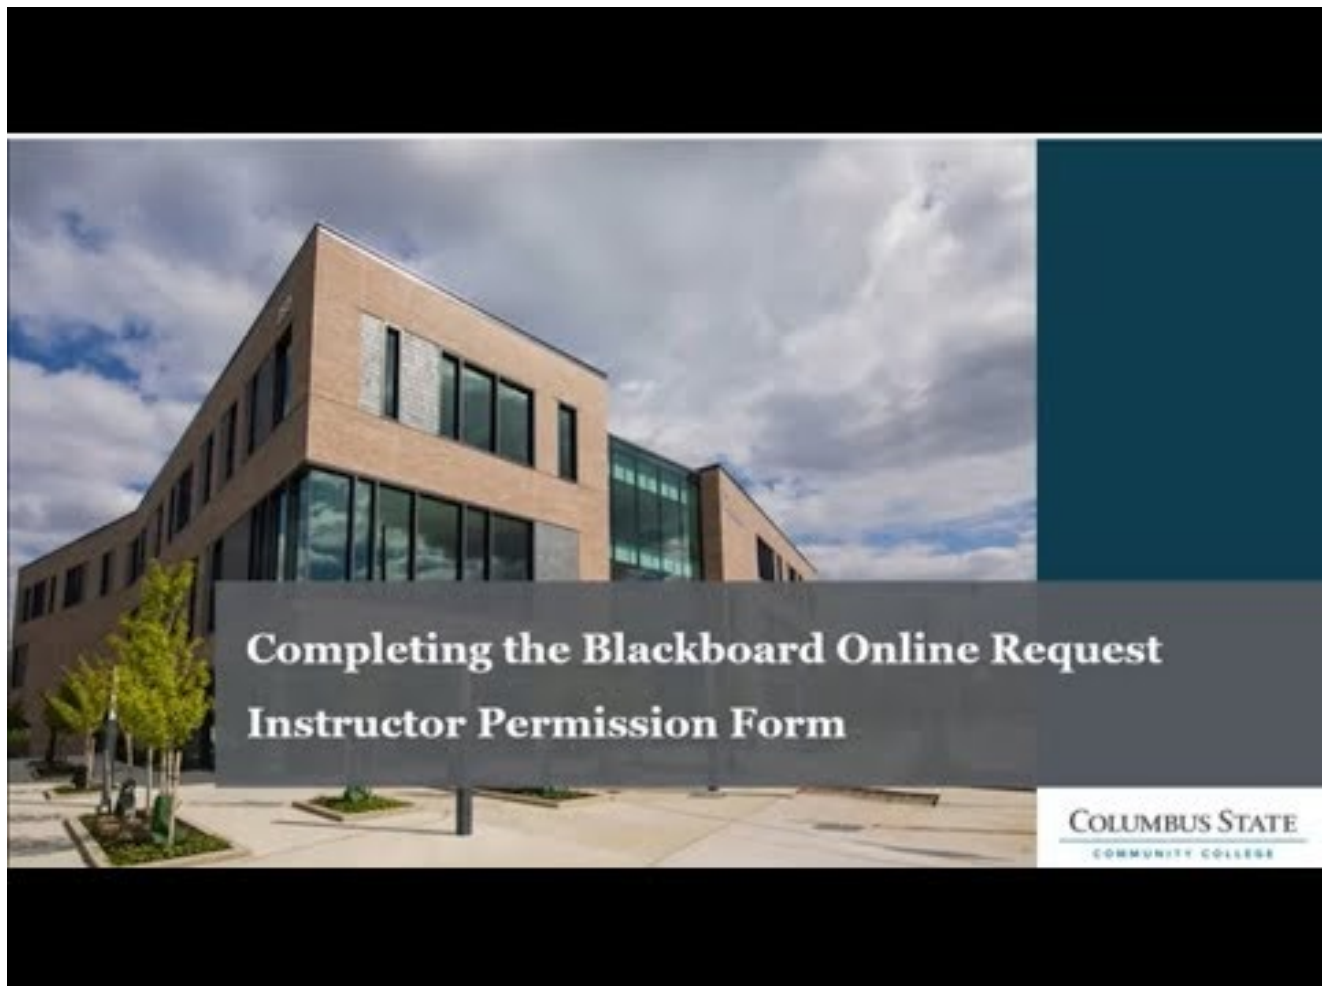 Completing the Blackboard Online Request
Instructor Permission Form
COLUMBUS STATE
COMMUNITY COLLEGE